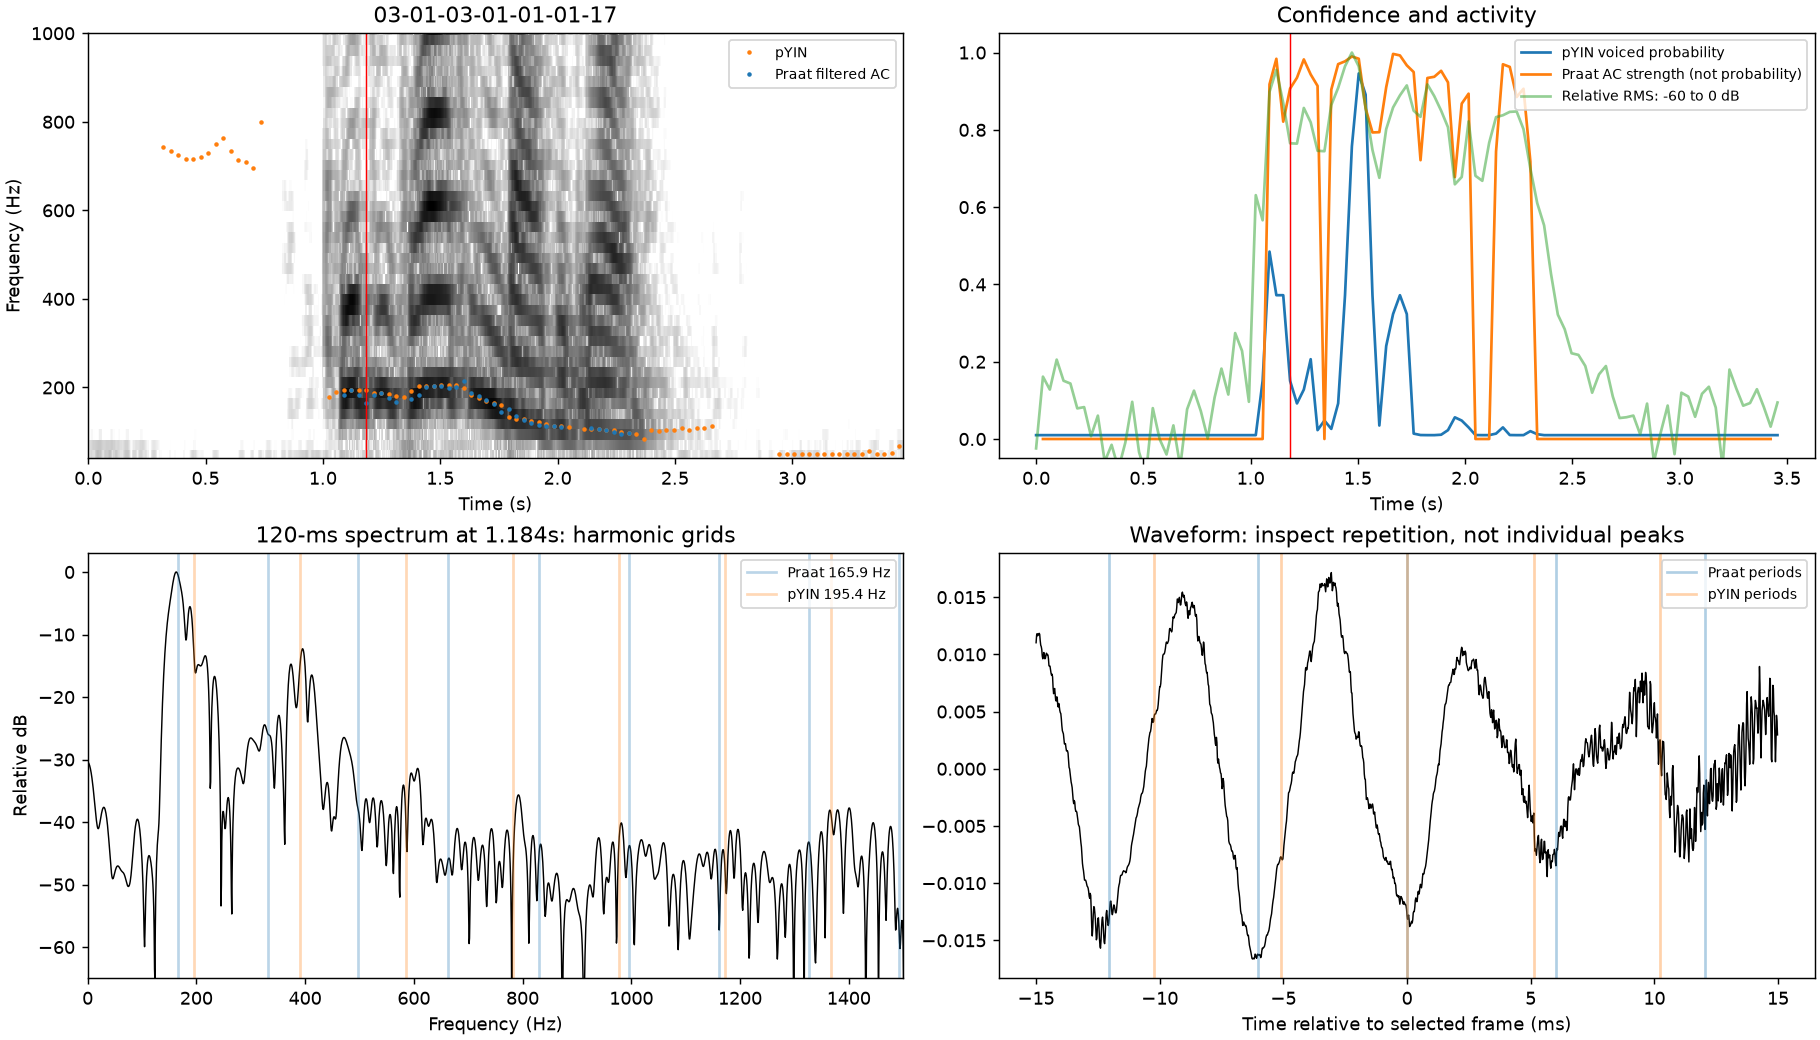 03-01-03-01-01-01-17
1000
800
600
400
200
Frequency (Hz)
pYIN
Praat filtered AC
0.0 0.5 1.0 1.5 2.0 2.5 3.0
Time (s)
Confidence and activity
1.0
0.8
0.6
0.4
0.2
0.0
pYIN voiced probability
Praat AC strength (not probability)
Relative RMS: -60 to 0 dB
0.0 0.5 1.0 1.5 2.0 2.5 3.0 3.5
Time (s)
120-ms spectrum at 1.184s: harmonic grids
0
−10
−20
−30
−40
−50
−60
Relative dB
Praat 165.9 Hz
pYIN 195.4 Hz
0 200 400 600 800 1000 1200 1400
Frequency (Hz)
Waveform: inspect repetition, not individual peaks
0.015
0.010
0.005
0.000
−0.005
−0.010
−0.015
Praat periods
pYIN periods
−15 −10 −5 0 5 10 15
Time relative to selected frame (ms)